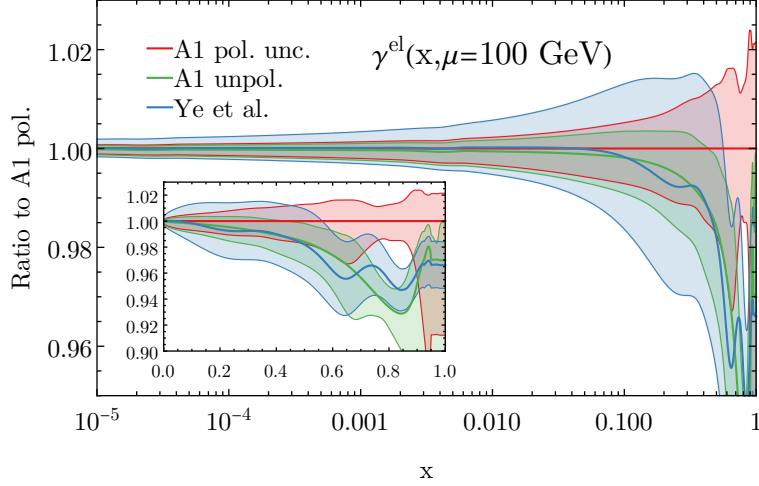 1.02
1.00
0.98
0.96
Ratio to A1 pol.
A1 pol. unc.
A1 unpol.
Ye et al.
γ^el(x,μ=100 GeV)
1.02
1.00
0.98
0.96
0.94
0.92
0.90
0.0 0.2 0.4 0.6 0.8 1.0
10⁻⁵ 10⁻⁴ 0.001 0.010 0.100 1
x